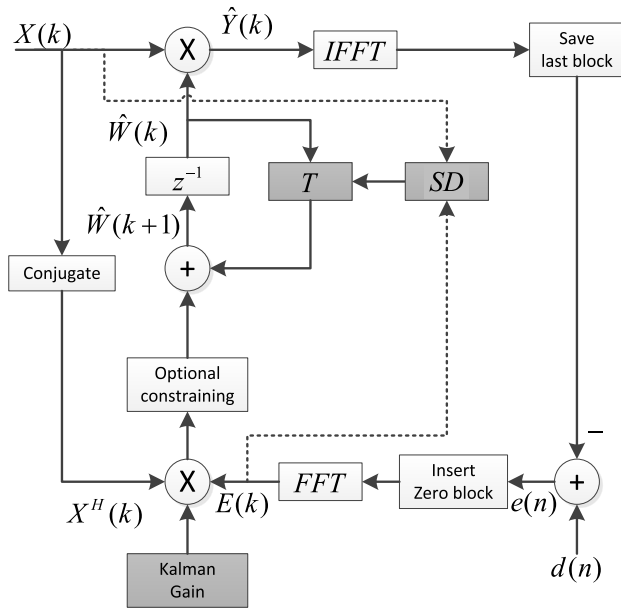 X(k)
X
Ŷ(k)
IFFT
Save
last block
Ŵ(k)
z⁻¹
T
SD
Ŵ(k+1)
Conjugate
+
Optional
constraining
−
X
E(k)
FFT
Insert
Zero block
e(n)
+
Xᴴ(k)
d(n)
Kalman
Gain